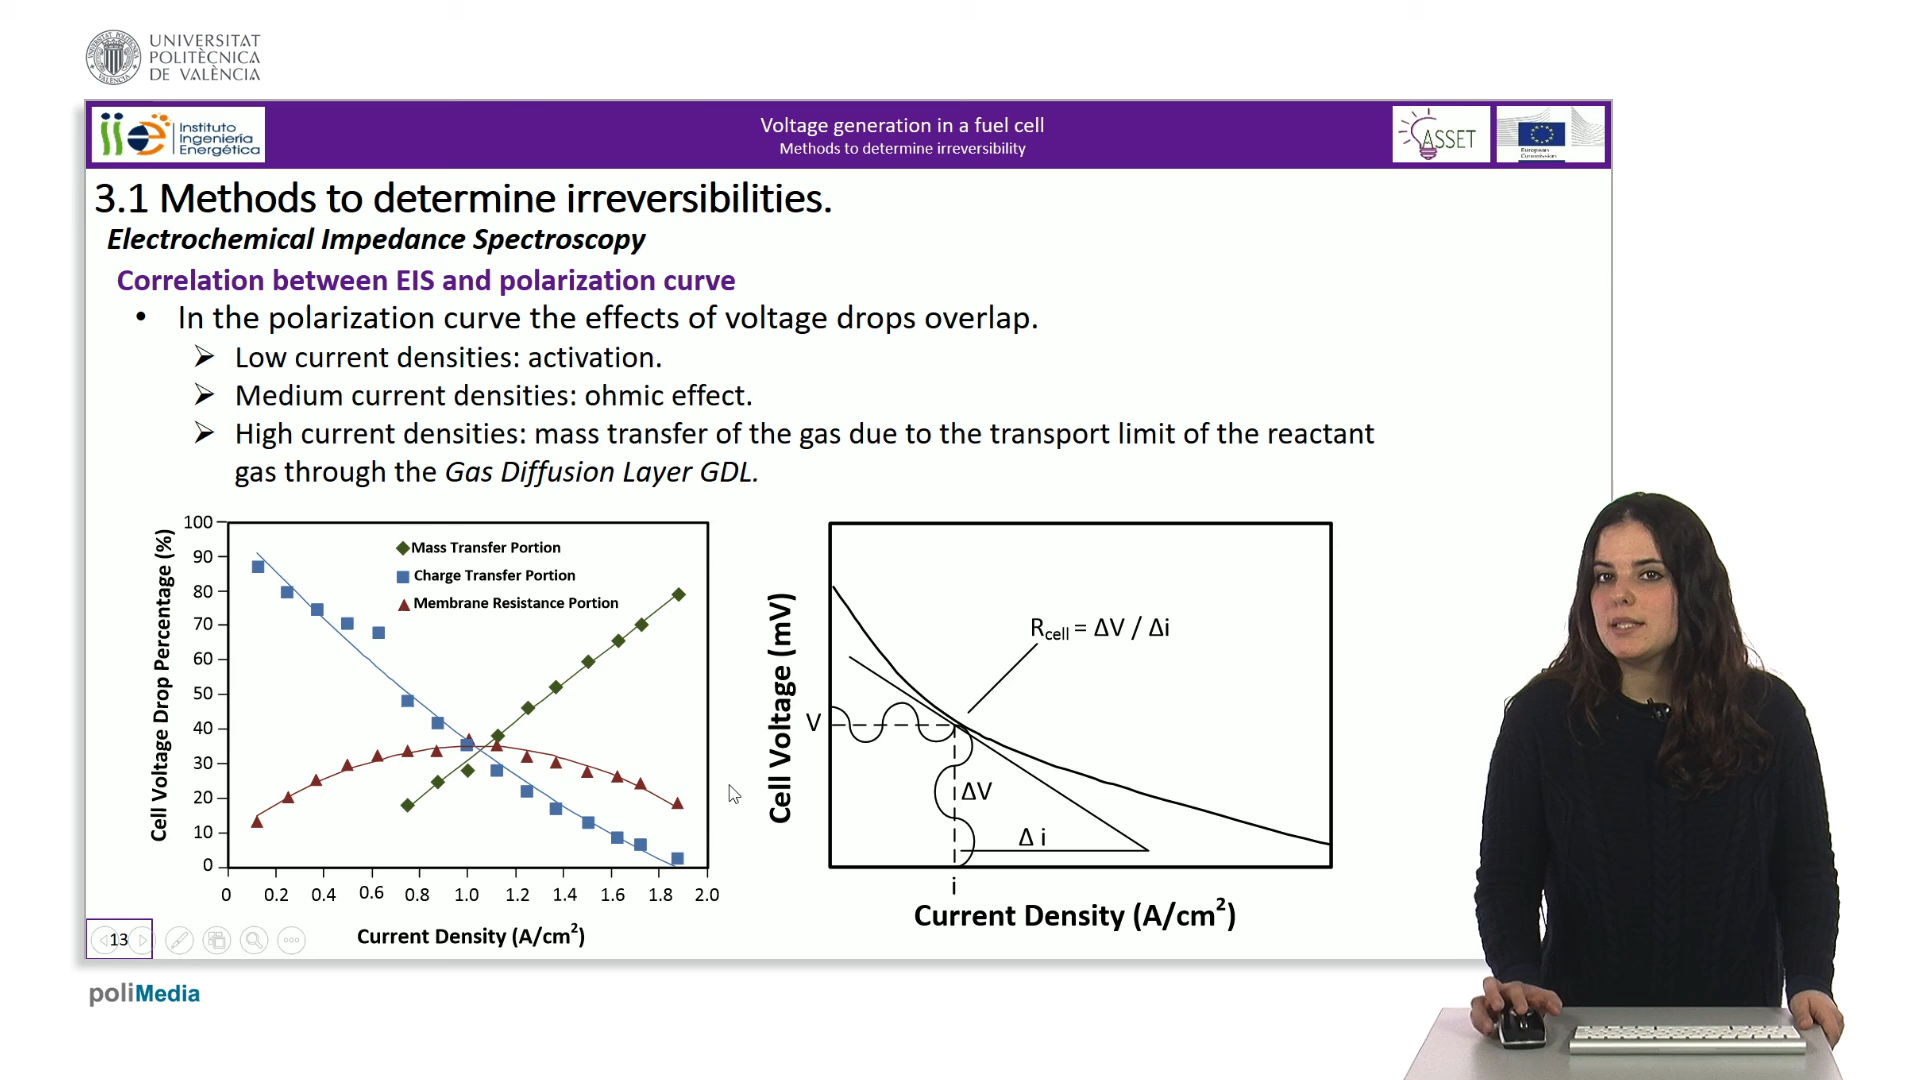 UNIVERSITAT
POLITÈCNICA
DE VALÈNCIA
Instituto
Ingeniería
Energética
Voltage generation in a fuel cell
Methods to determine irreversibility
ASSET
European
Commission
3.1 Methods to determine irreversibilities.
Electrochemical Impedance Spectroscopy
Correlation between EIS and polarization curve
• In the polarization curve the effects of voltage drops overlap.
➢ Low current densities: activation.
➢ Medium current densities: ohmic effect.
➢ High current densities: mass transfer of the gas due to the transport limit of the reactant
gas through the Gas Diffusion Layer GDL.
Cell Voltage Drop Percentage (%)
100
90
80
70
60
50
40
30
20
10
0
Mass Transfer Portion
Charge Transfer Portion
Membrane Resistance Portion
0 0.2 0.4 0.6 0.8 1.0 1.2 1.4 1.6 1.8 2.0
Current Density (A/cm²)
Cell Voltage (mV)
Rcell = ΔV / Δi
V
ΔV
Δ i
i
Current Density (A/cm²)
13
poliMedia